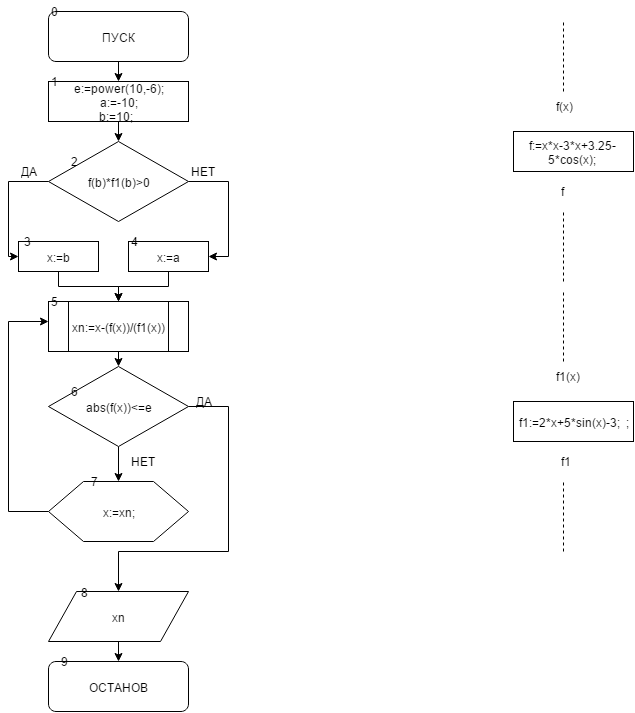 0
ПУСК
1
e:=power(10,-6);
a:=-10;
b:=10;
2
ДА
НЕТ
f(b)*f1(b)>0
3
x:=b
4
x:=a
5
xn:=x-(f(x))/(f1(x))
6
abs(f(x))<=e
ДА
НЕТ
7
x:=xn;
8
xn
9
ОСТАНОВ
f(x)
f:=x*x-3*x+3.25-
5*cos(x);
f
f1(x)
f1:=2*x+5*sin(x)-3; ;
f1